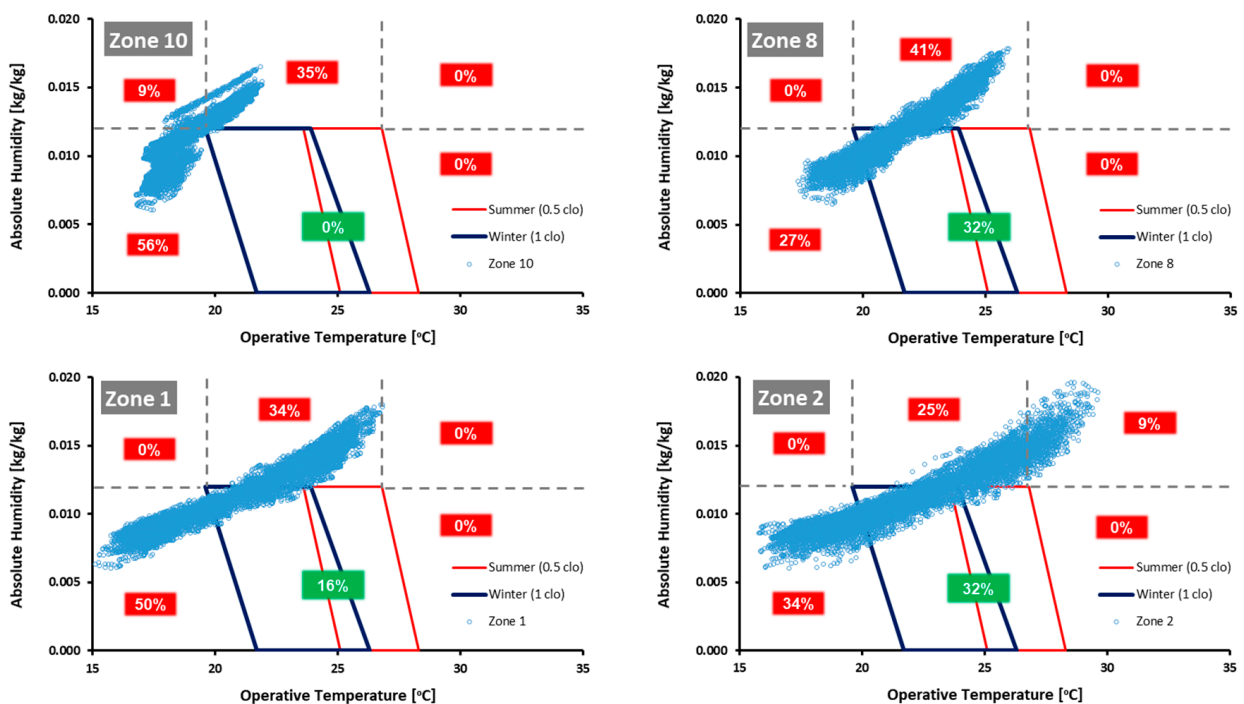 Zone 10
0.020
0.015
0.010
0.005
0.000
Absolute Humidity [kg/kg]
9%
35%
0%
0%
0%
56%
Summer (0.5 clo)
Winter (1 clo)
Zone 10
15
20
25
30
35
Operative Temperature [°C]
Zone 8
0.020
0.015
0.010
0.005
0.000
Absolute Humidity [kg/kg]
41%
0%
0%
0%
32%
27%
Summer (0.5 clo)
Winter (1 clo)
Zone 8
15
20
25
30
35
Operative Temperature [°C]
Zone 1
0.020
0.015
0.010
0.005
0.000
Absolute Humidity [kg/kg]
34%
0%
0%
0%
16%
50%
Summer (0.5 clo)
Winter (1 clo)
Zone 1
15
20
25
30
35
Operative Temperature [°C]
Zone 2
0.020
0.015
0.010
0.005
0.000
Absolute Humidity [kg/kg]
25%
9%
0%
0%
32%
34%
Summer (0.5 clo)
Winter (1 clo)
Zone 2
15
20
25
30
35
Operative Temperature [°C]